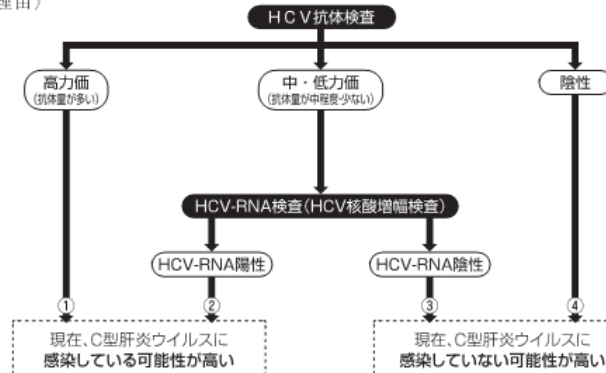 理由〉
HCV抗体検査
高力価
(抗体量が多い)
中・低力価
(抗体量が中程度-少ない)
陰性
HCV-RNA検査(HCV核酸増幅検査)
HCV-RNA陽性
HCV-RNA陰性
① ② ③ ④
現在、C型肝炎ウイルスに
感染している可能性が高い
現在、C型肝炎ウイルスに
感染していない可能性が高い